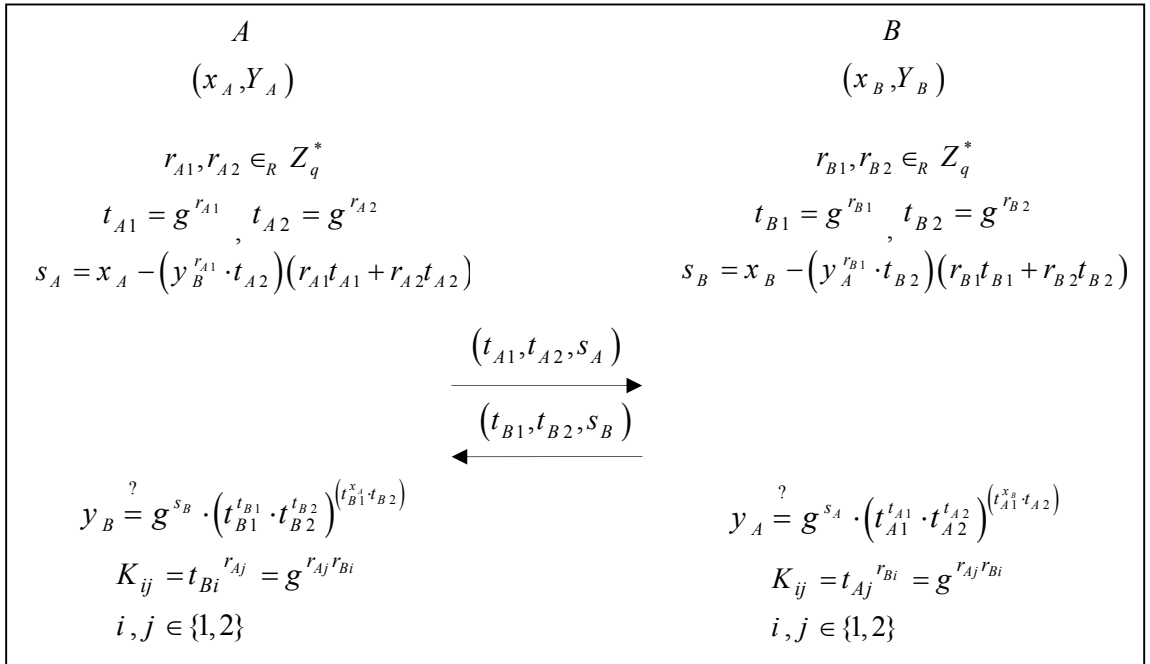 A
B
(x_A, Y_A)
(x_B, Y_B)
r_{A1}, r_{A2} ∈_R Z_q^*
r_{B1}, r_{B2} ∈_R Z_q^*
t_{A1} = g^{r_{A1}} , t_{A2} = g^{r_{A2}}
t_{B1} = g^{r_{B1}} , t_{B2} = g^{r_{B2}}
s_A = x_A − (y_B^{r_{A1}} · t_{A2})(r_{A1}t_{A1} + r_{A2}t_{A2})
s_B = x_B − (y_A^{r_{B1}} · t_{B2})(r_{B1}t_{B1} + r_{B2}t_{B2})
(t_{A1}, t_{A2}, s_A)
(t_{B1}, t_{B2}, s_B)
y_B =^? g^{s_B} · (t_{B1}^{t_{B1}} · t_{B2}^{t_{B2}})^{(t_{B1}^{x_A} · t_{B2})}
y_A =^? g^{s_A} · (t_{A1}^{t_{A1}} · t_{A2}^{t_{A2}})^{(t_{A1}^{x_B} · t_{A2})}
K_{ij} = t_{Bi}^{r_{Aj}} = g^{r_{Aj} r_{Bi}}
K_{ij} = t_{Aj}^{r_{Bi}} = g^{r_{Aj} r_{Bi}}
i, j ∈ {1, 2}
i, j ∈ {1, 2}